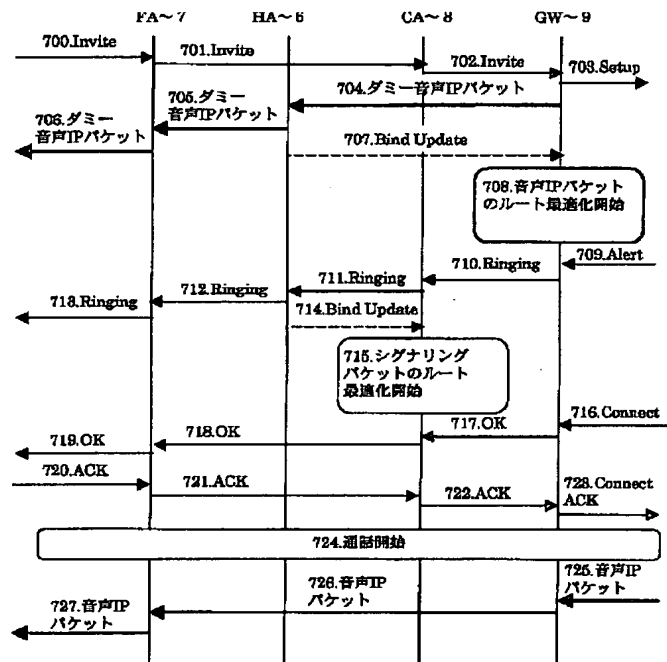 FA～7 HA～6 CA～8 GW～9
700.Invite
701.Invite
702.Invite
703.Setup
704.ダミー音声IPパケット
705.ダミー
音声IPパケット
706.ダミー
音声IPパケット
707.Bind Update
708.音声IPパケット
のルート最適化開始
709.Alert
710.Ringing
711.Ringing
712.Ringing
713.Ringing
714.Bind Update
715.シグナリング
パケットのルート
最適化開始
716.Connect
717.OK
718.OK
719.OK
720.ACK
721.ACK
722.ACK
723.Connect
ACK
724.通話開始
725.音声IP
パケット
726.音声IP
パケット
727.音声IP
パケット